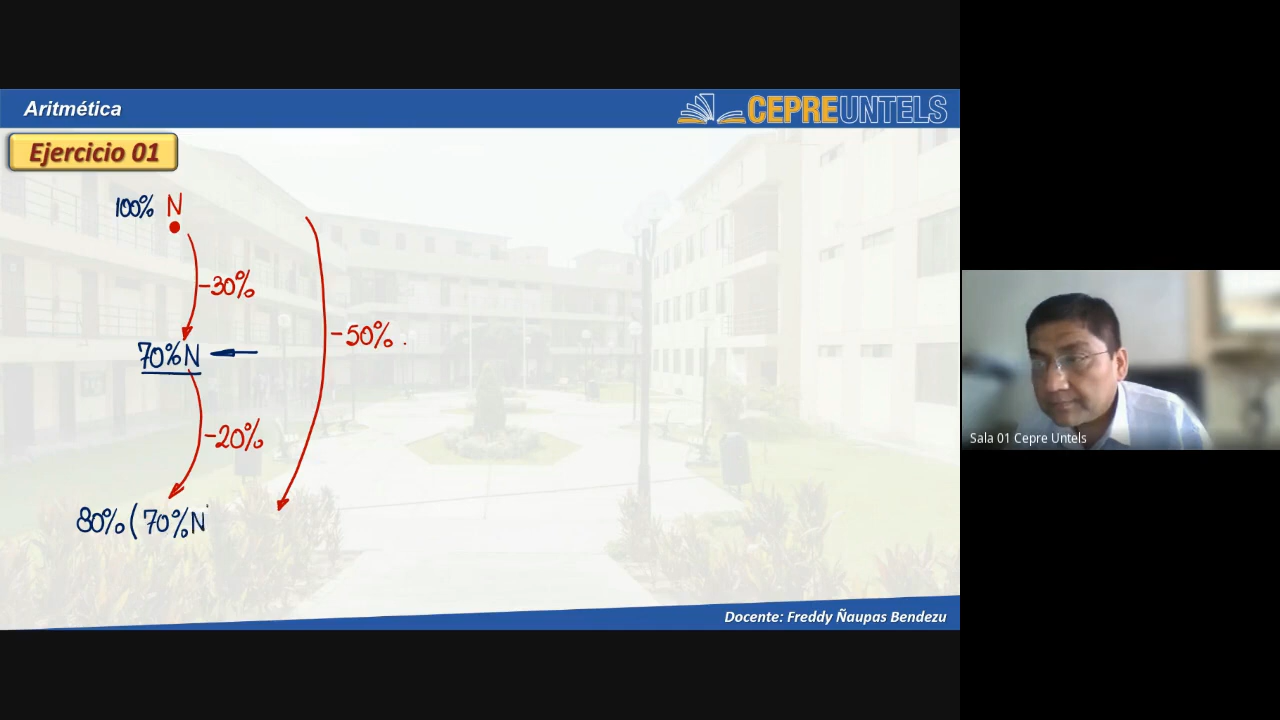 Aritmética
CEPREUNTELS
Ejercicio 01
100% N
-30%
-50%
70%N
-20%
80%(70%N
Sala 01 Cepre Untels
Docente: Freddy Ñaupas Bendezu